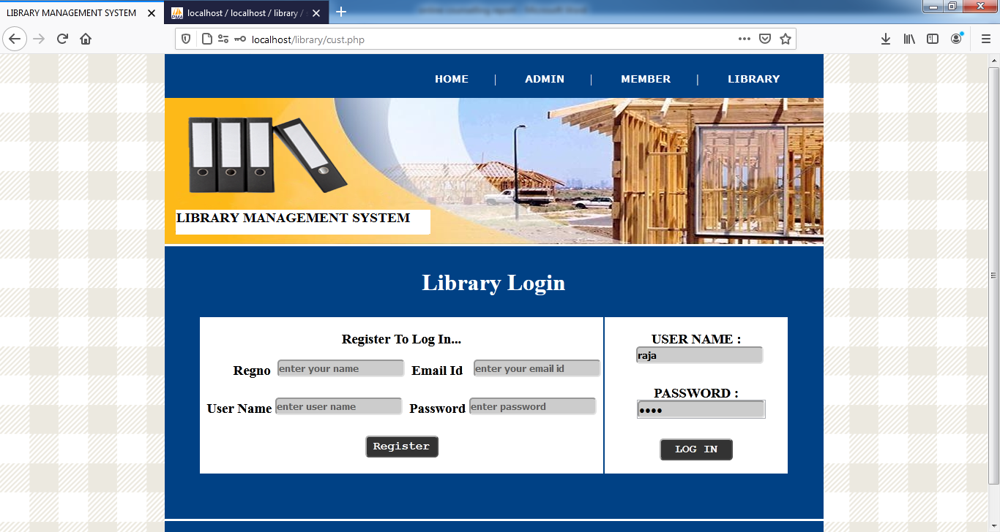 LIBRARY MANAGEMENT SYSTEM
localhost / localhost / library /
localhost/library/cust.php
HOME | ADMIN | MEMBER | LIBRARY
LIBRARY MANAGEMENT SYSTEM
Library Login
Register To Log In...
Regno enter your name Email Id enter your email id
User Name enter user name Password enter password
Register
USER NAME :
raja
PASSWORD :
••••
LOG IN